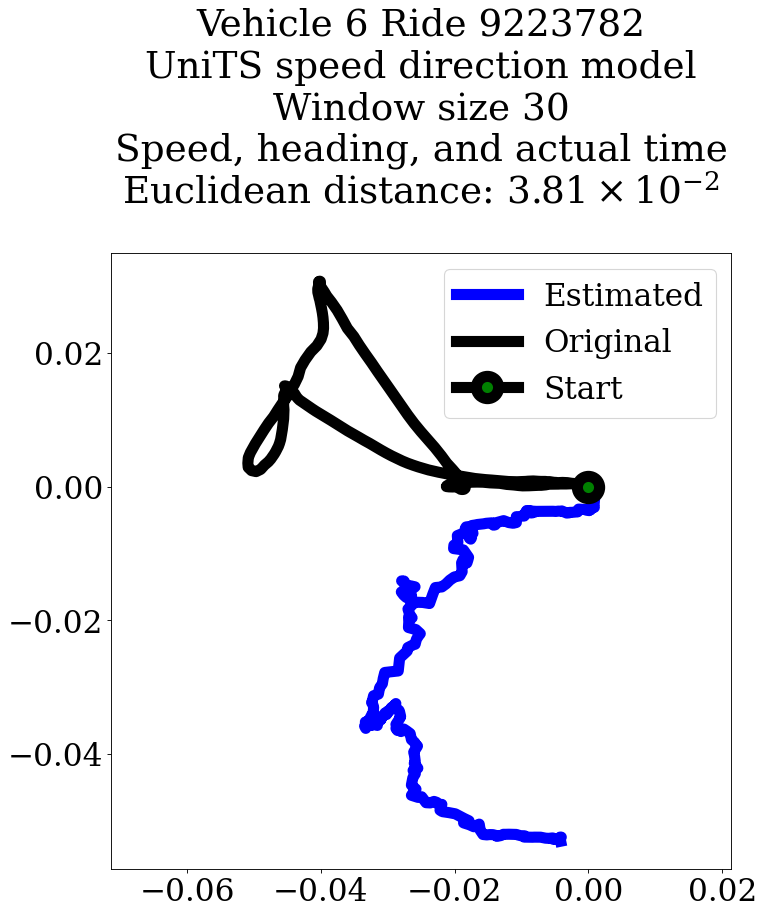 Vehicle 6 Ride 9223782
UniTS speed direction model
Window size 30
Speed, heading, and actual time
Euclidean distance: 3.81 × 10⁻²
Estimated
Original
Start
0.02
0.00
−0.02
−0.04
−0.06 −0.04 −0.02 0.00 0.02